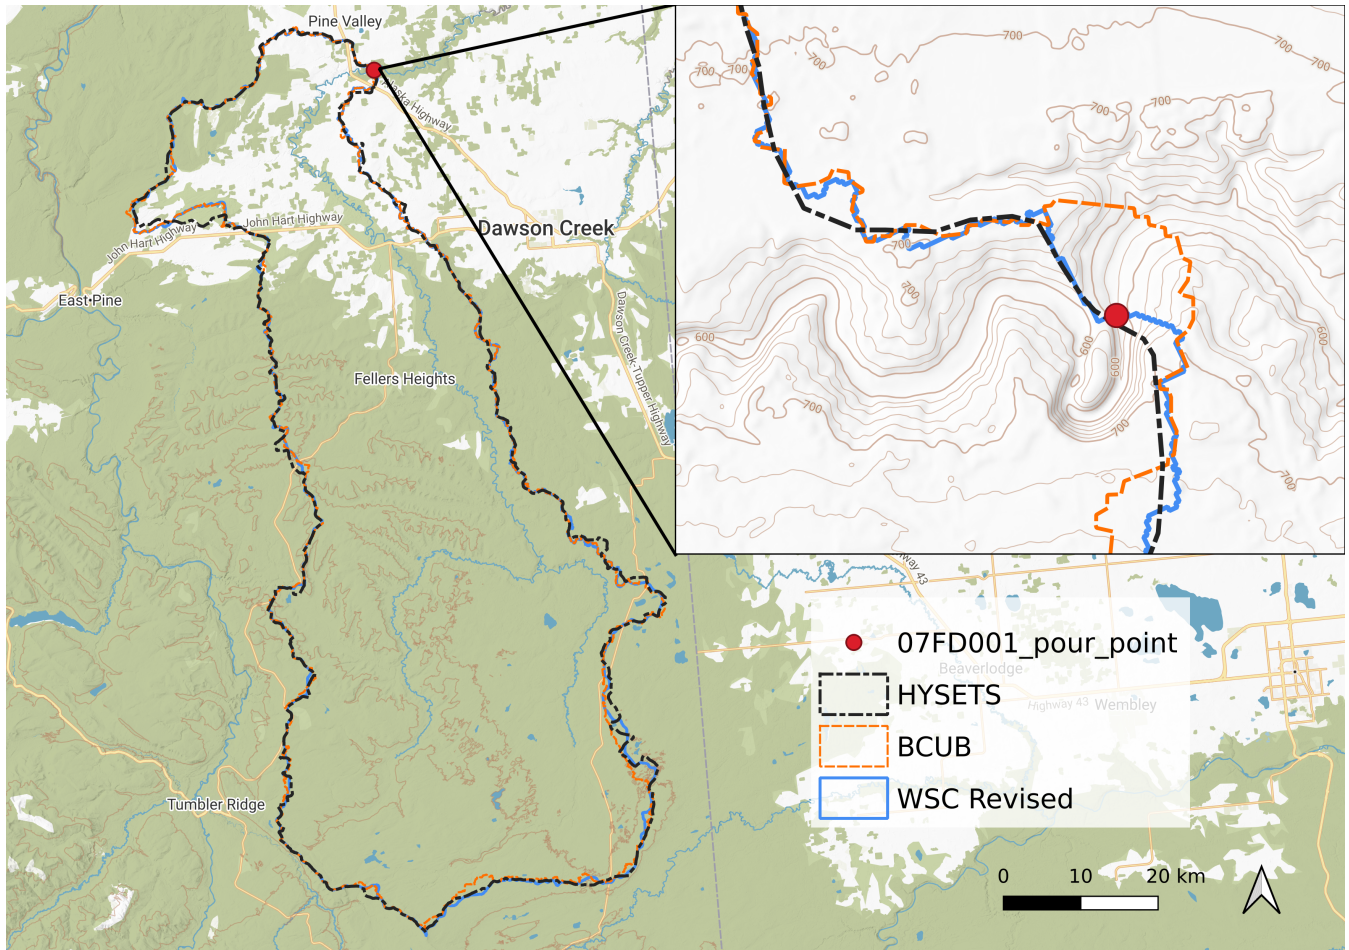 Pine Valley
Alaska Highway
John Hart Highway
John Hart Highway
Dawson Creek
East Pine
Dawson Creek-Tupper Highway
Fellers Heights
Tumbler Ridge
700
700
700
700
700
700
700
700
700
600
600
600
600
700
700
700
way 43
07FD001_pour_point
Beaverlodge
HYSETS
Highway 43
Wembley
BCUB
WSC Revised
0 10 20 km